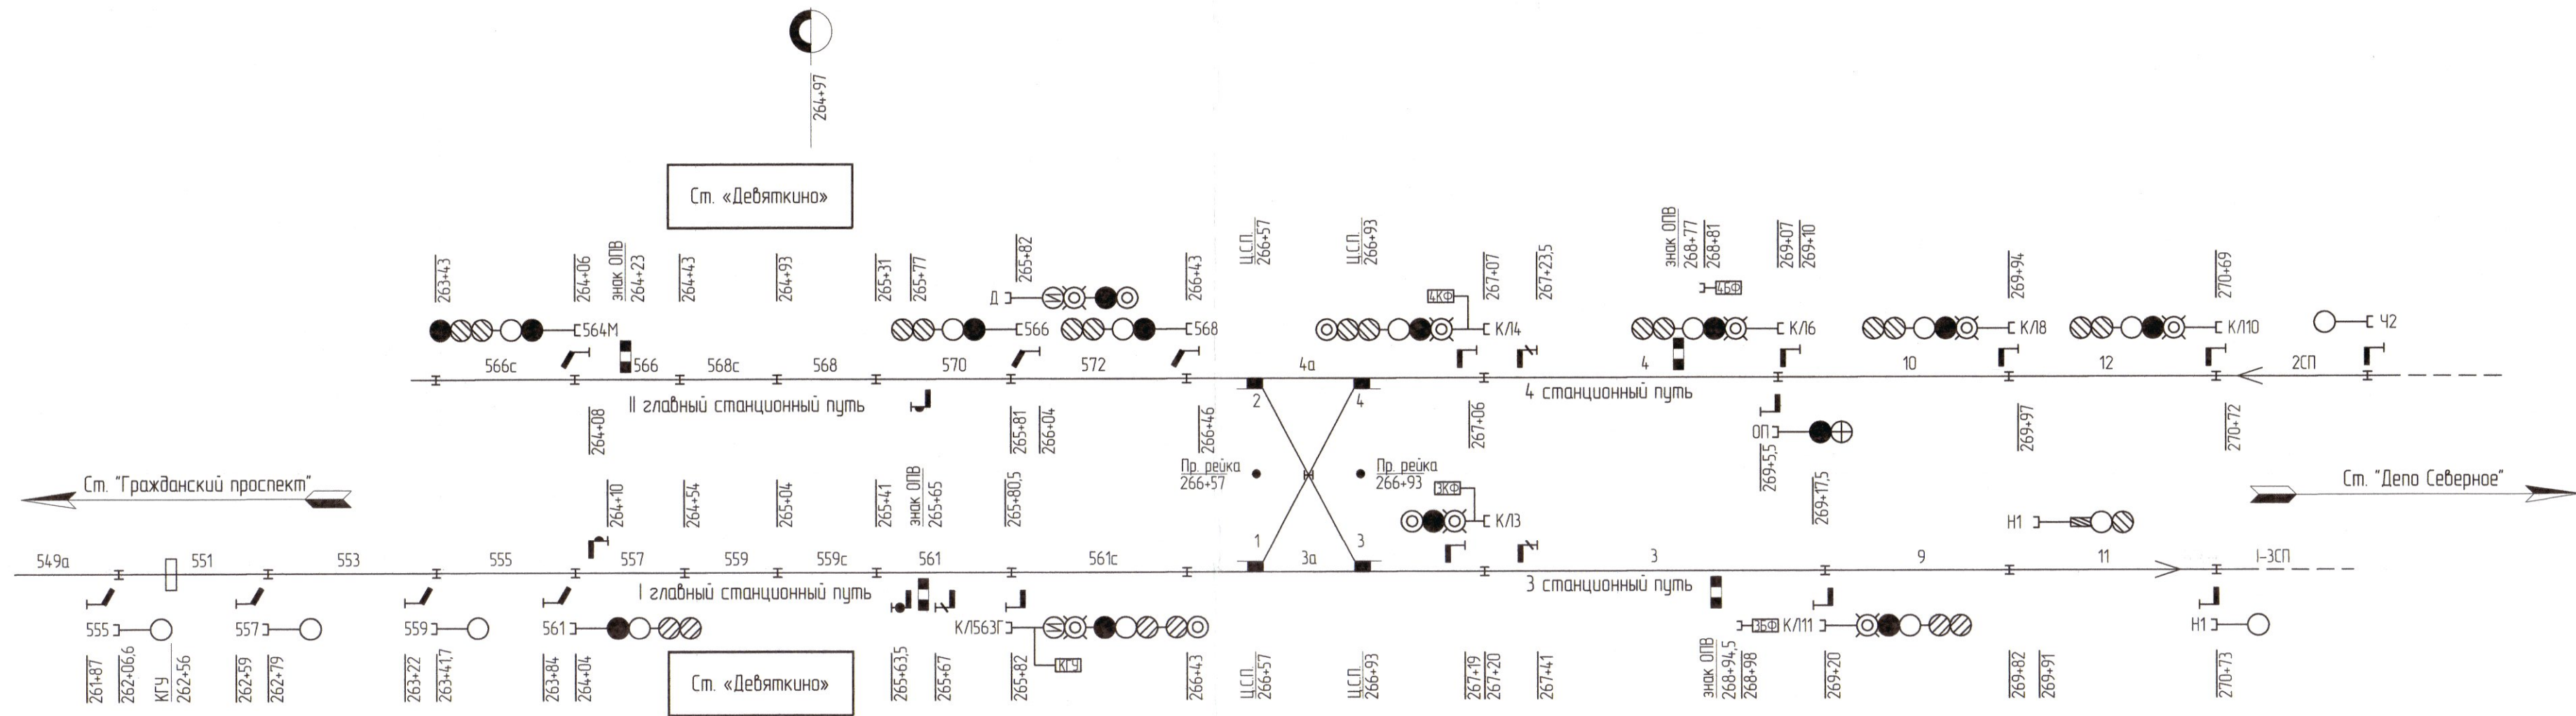 264+97
Ст. «Девяткино»
263+43
264+06
знак ОПВ
264+23
264+43
264+93
265+31
265+77
265+82
266+43
Ц.С.П.
266+57
Ц.С.П.
266+93
267+07
267+23,5
знак ОПВ
268+77
268+81
269+07
269+10
269+94
270+69
Д
4КФ
4БФ
564М
566
568
КЛ4
КЛ6
КЛ8
КЛ10
Ч2
566с
566
568с
568
570
572
4а
4
10
12
2СП
II главный станционный путь
2
4
4 станционный путь
264+08
265+81
266+04
266+46
267+06
ОП
269+5,5
269+97
270+72
Ст. "Гражданский проспект"
Пр. рейка
266+57
Пр. рейка
266+93
Ст. "Депо Северное"
264+10
264+54
265+04
265+41
знак ОПВ
265+65
265+80,5
3КФ
КЛ3
269+17,5
Н1
549а
551
553
555
557
559
559с
561
561с
1
3а
3
3
9
11
1-3СП
I главный станционный путь
3 станционный путь
555
557
559
561
КЛ563Г
КГУ
3БФ
КЛ11
Н1
Ст. «Девяткино»
261+87
262+06,6
КГУ
262+56
262+59
262+79
263+22
263+41,7
263+84
264+04
265+63,5
265+67
265+82
266+43
Ц.С.П.
266+57
Ц.С.П.
266+93
267+19
267+20
267+41
знак ОПВ
268+94,5
268+98
269+20
269+82
269+91
270+73